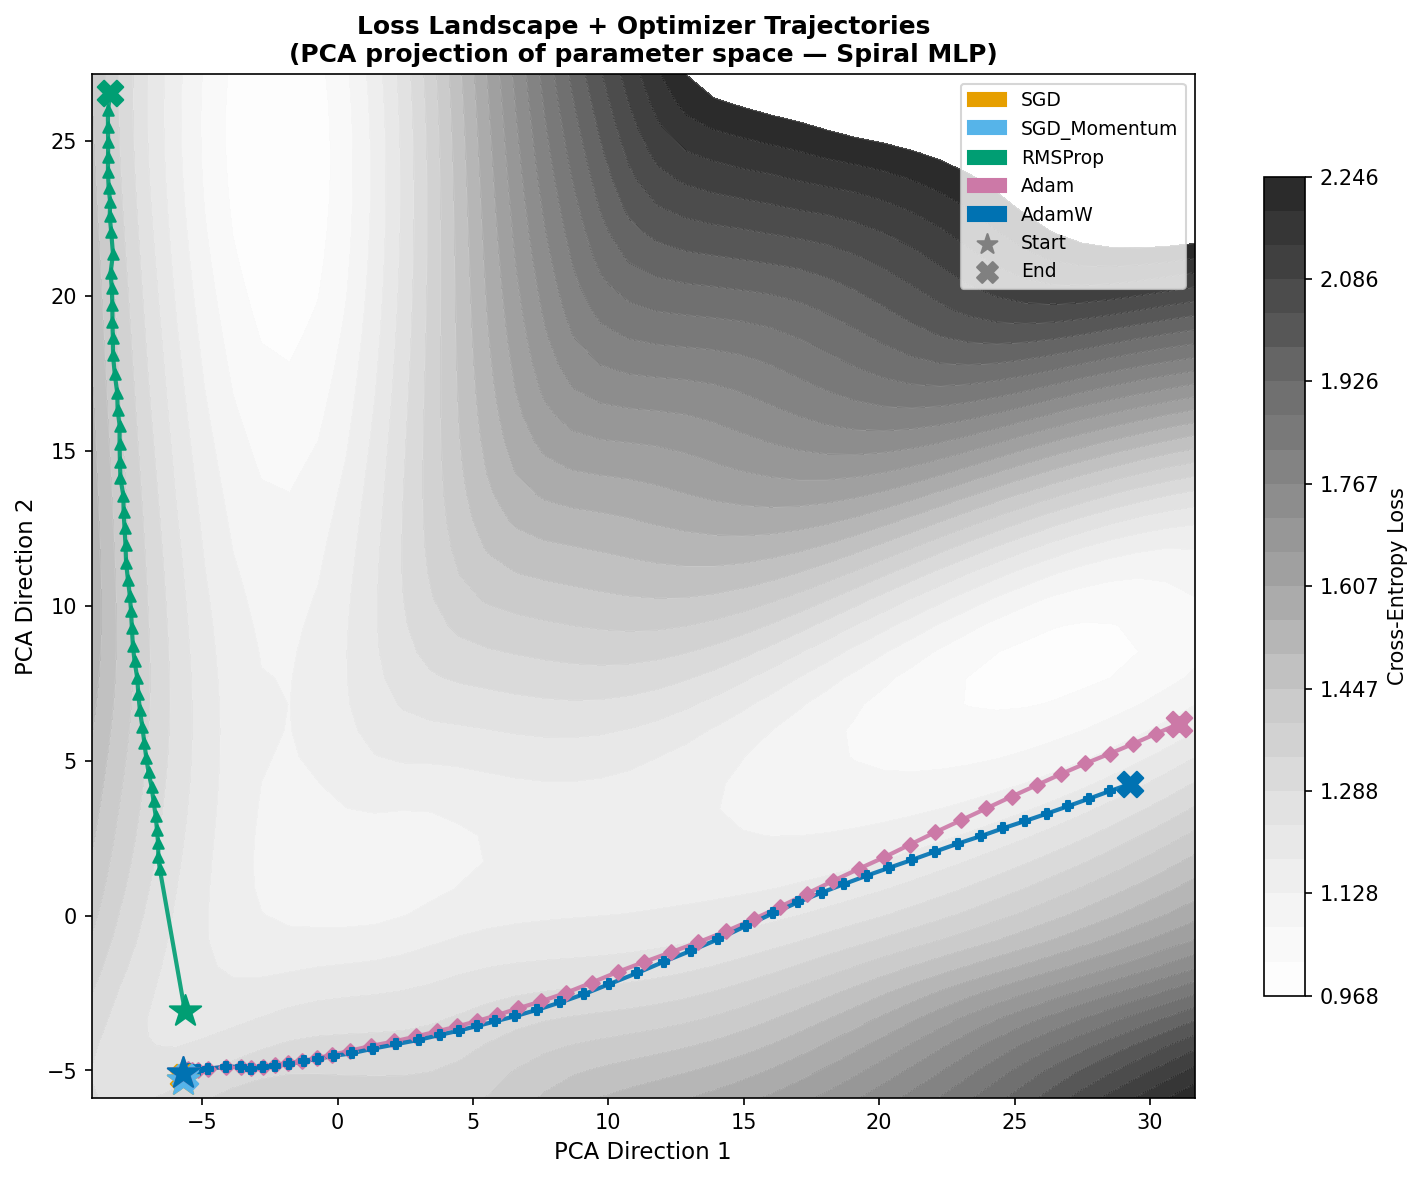 Loss Landscape + Optimizer Trajectories
(PCA projection of parameter space — Spiral MLP)
SGD
SGD_Momentum
RMSProp
Adam
AdamW
Start
End
PCA Direction 2
25
20
15
10
5
0
−5
−5
0
5
10
15
20
25
30
PCA Direction 1
2.246
2.086
1.926
1.767
1.607
1.447
1.288
1.128
0.968
Cross-Entropy Loss